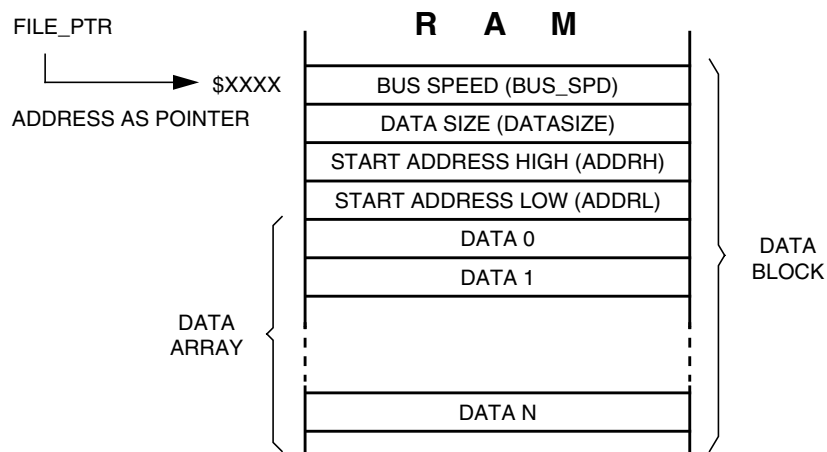 R A M
FILE_PTR
$XXXX
ADDRESS AS POINTER
BUS SPEED (BUS_SPD)
DATA SIZE (DATASIZE)
START ADDRESS HIGH (ADDRH)
START ADDRESS LOW (ADDRL)
DATA 0
DATA 1
DATA
BLOCK
DATA
ARRAY
DATA N